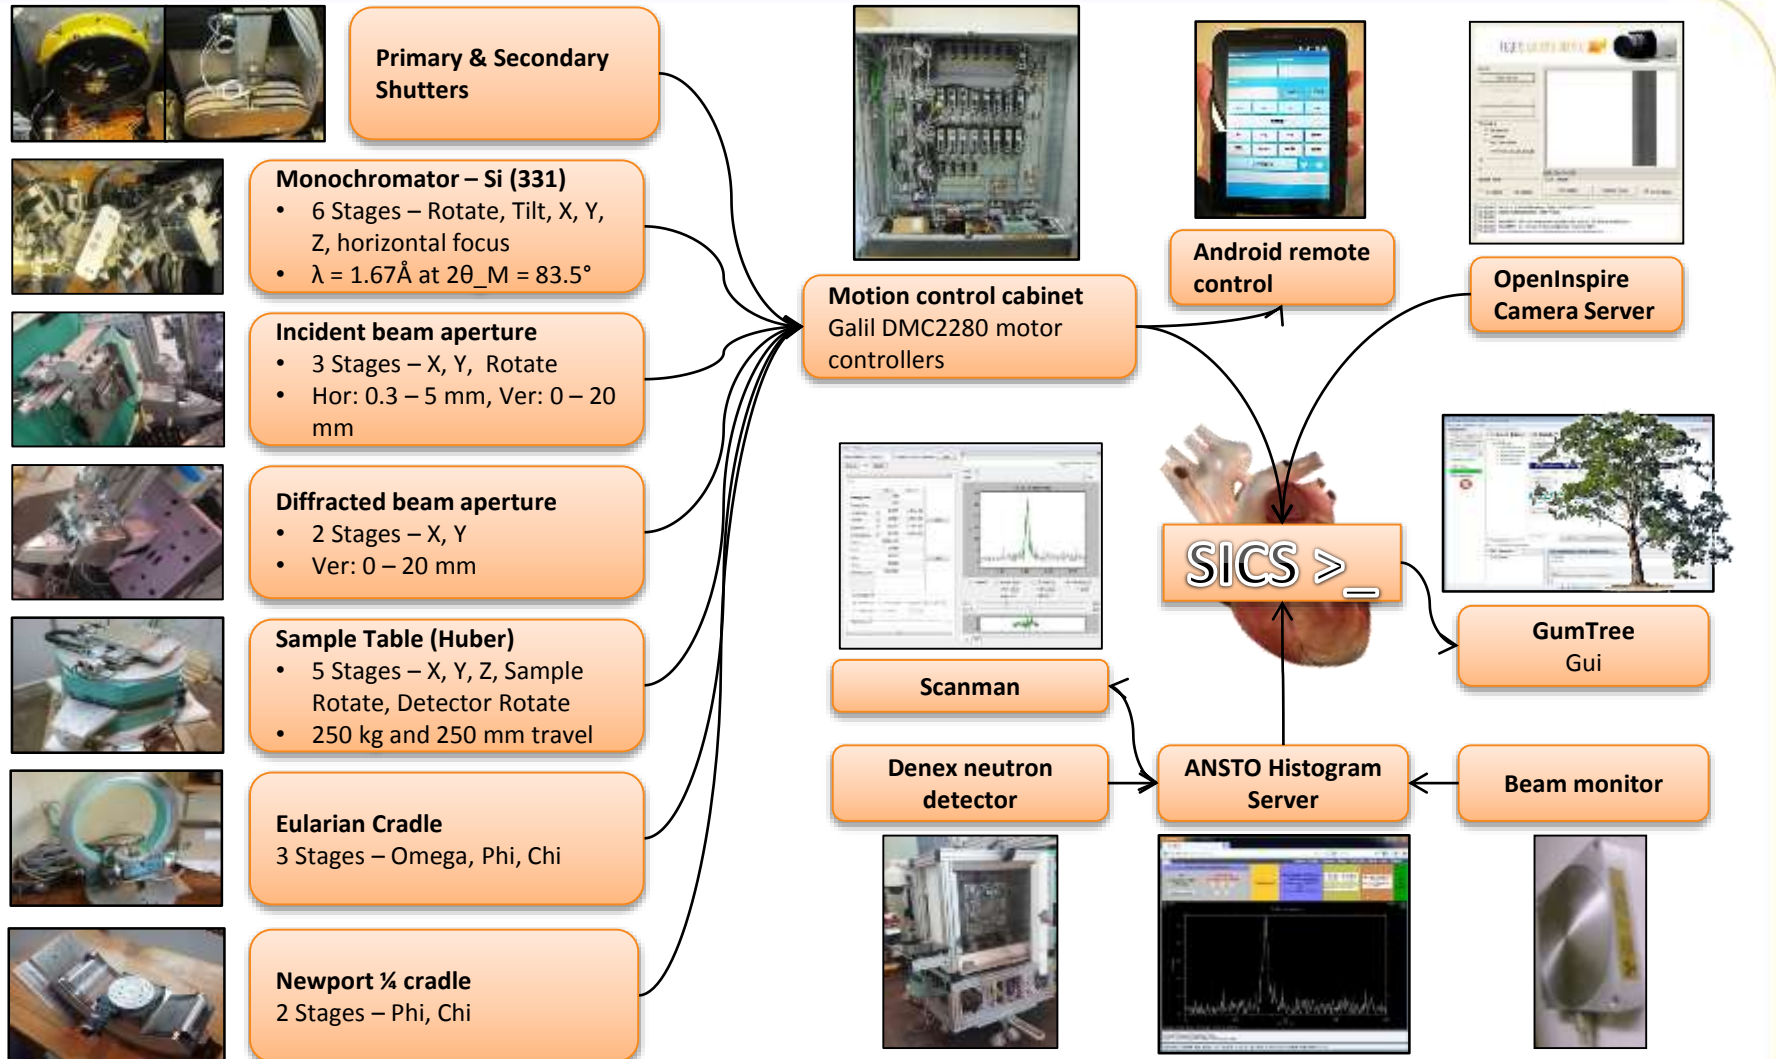 Primary & Secondary
Shutters
Monochromator – Si (331)
• 6 Stages – Rotate, Tilt, X, Y,
Z, horizontal focus
• λ = 1.67Å at 2θ_M = 83.5°
Incident beam aperture
• 3 Stages – X, Y, Rotate
• Hor: 0.3 – 5 mm, Ver: 0 – 20
mm
Diffracted beam aperture
• 2 Stages – X, Y
• Ver: 0 – 20 mm
Sample Table (Huber)
• 5 Stages – X, Y, Z, Sample
Rotate, Detector Rotate
• 250 kg and 250 mm travel
Eularian Cradle
3 Stages – Omega, Phi, Chi
Newport ¼ cradle
2 Stages – Phi, Chi
Motion control cabinet
Galil DMC2280 motor
controllers
Android remote
control
OpenInspire
Camera Server
SICS >_
GumTree
Gui
Scanman
Denex neutron
detector
ANSTO Histogram
Server
Beam monitor